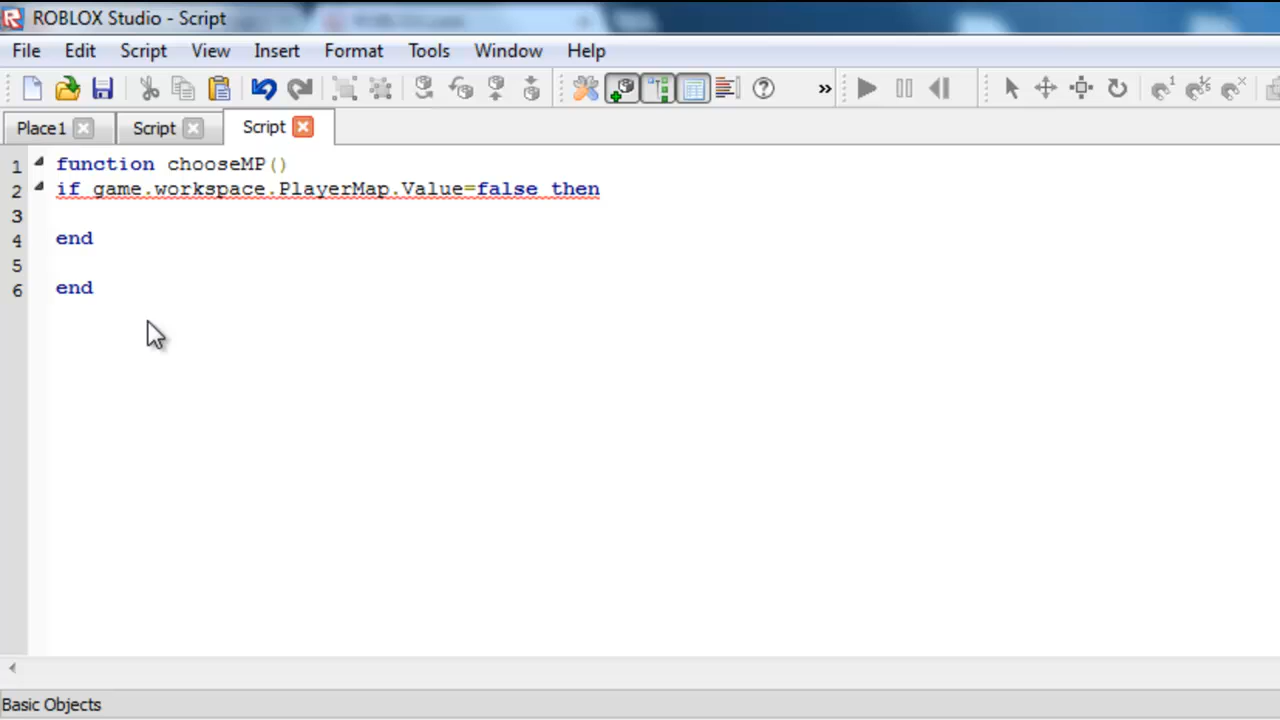 ROBLOX Studio - Script
File Edit Script View Insert Format Tools Window Help
»
Place1 Script Script
1 function chooseMP()
2 if game.workspace.PlayerMap.Value=false then
3
4 end
5
6 end
Basic Objects